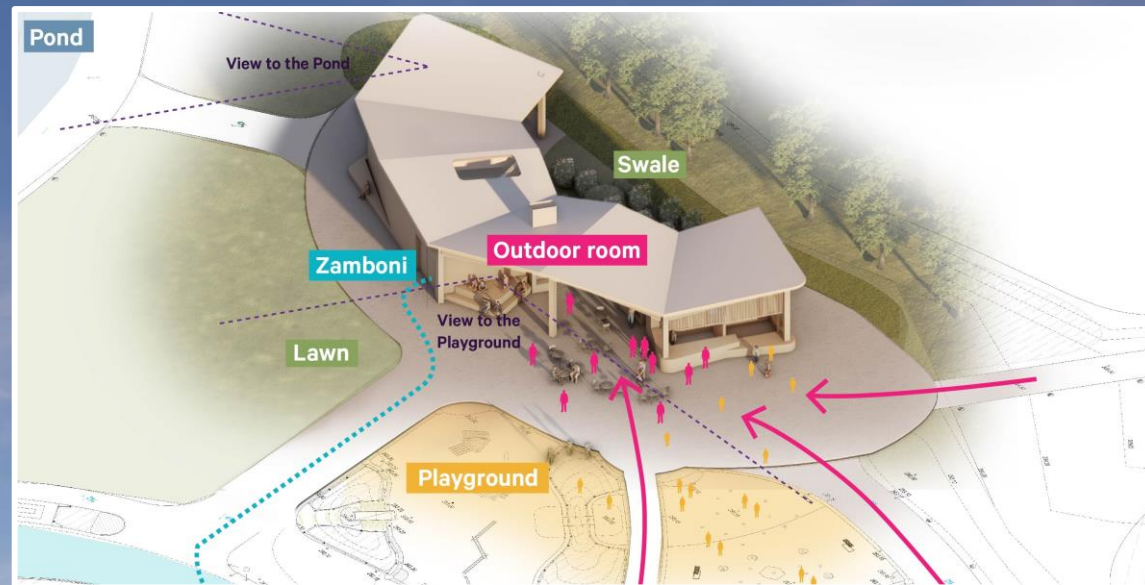 Pond
View to the Pond
Swale
Outdoor room
Zamboni
View to the
Playground
Lawn
Playground